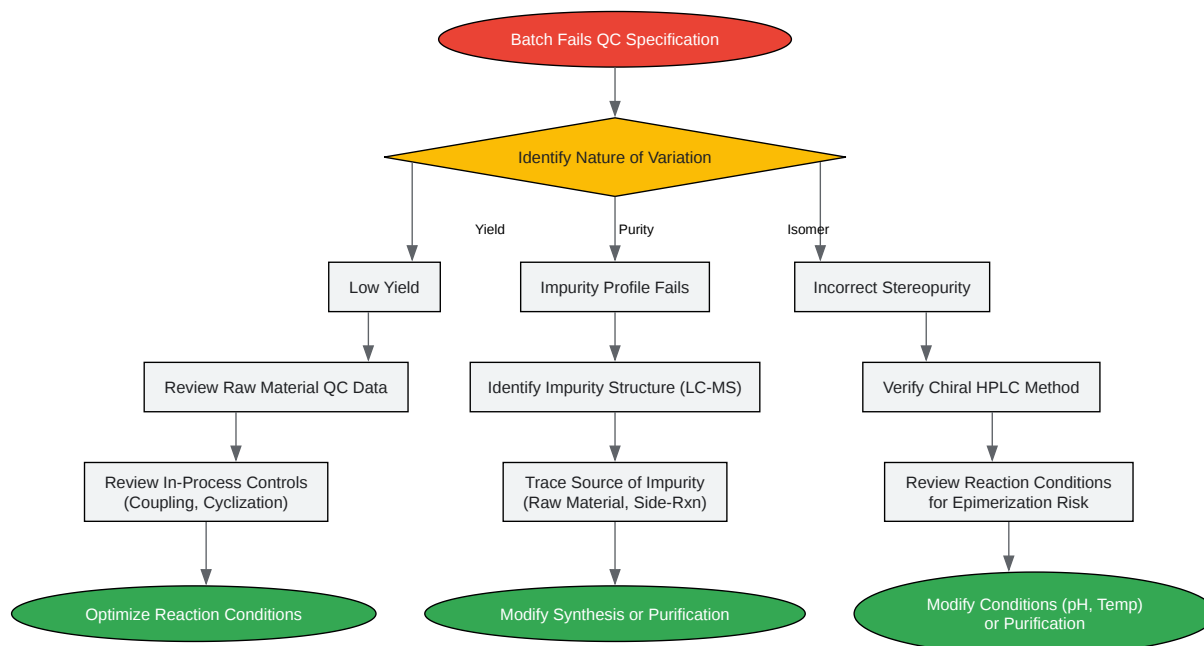 Batch Fails QC Specification
Identify Nature of Variation
Yield
Purity
Isomer
Low Yield
Impurity Profile Fails
Incorrect Stereopurity
Review Raw Material QC Data
Identify Impurity Structure (LC-MS)
Verify Chiral HPLC Method
Review In-Process Controls
(Coupling, Cyclization)
Trace Source of Impurity
(Raw Material, Side-Rxn)
Review Reaction Conditions
for Epimerization Risk
Optimize Reaction Conditions
Modify Synthesis or Purification
Modify Conditions (pH, Temp)
or Purification